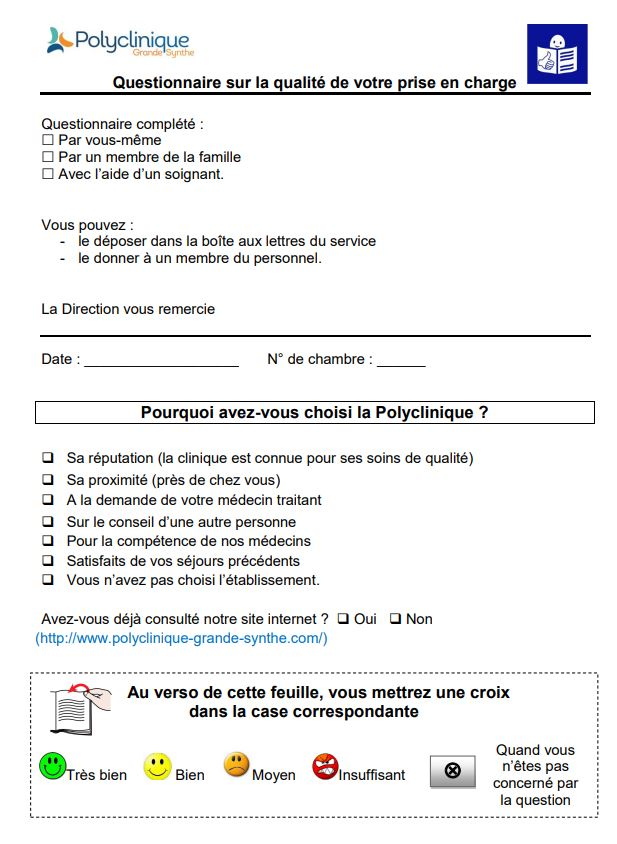 Polyclinique
Grande Synthe
Questionnaire sur la qualité de votre prise en charge
Questionnaire complété :
☐ Par vous-même
☐ Par un membre de la famille
☐ Avec l'aide d'un soignant.
Vous pouvez :
- le déposer dans la boîte aux lettres du service
- le donner à un membre du personnel.
La Direction vous remercie
Date : ___________________ N° de chambre : ______
Pourquoi avez-vous choisi la Polyclinique ?
❑ Sa réputation (la clinique est connue pour ses soins de qualité)
❑ Sa proximité (près de chez vous)
❑ A la demande de votre médecin traitant
❑ Sur le conseil d'une autre personne
❑ Pour la compétence de nos médecins
❑ Satisfaits de vos séjours précédents
❑ Vous n'avez pas choisi l'établissement.
Avez-vous déjà consulté notre site internet ? ❑ Oui ❑ Non
(http://www.polyclinique-grande-synthe.com/)
Au verso de cette feuille, vous mettrez une croix
dans la case correspondante
Très bien Bien Moyen Insuffisant
Quand vous
n'êtes pas
concerné par
la question